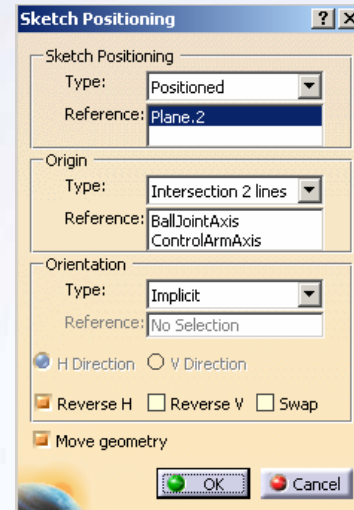 Sketch Positioning
Sketch Positioning
Type: Positioned
Reference: Plane.2
Origin
Type: Intersection 2 lines
Reference: BallJointAxis
ControlArmAxis
Orientation
Type: Implicit
Reference: No Selection
H Direction V Direction
Reverse H Reverse V Swap
Move geometry
OK Cancel